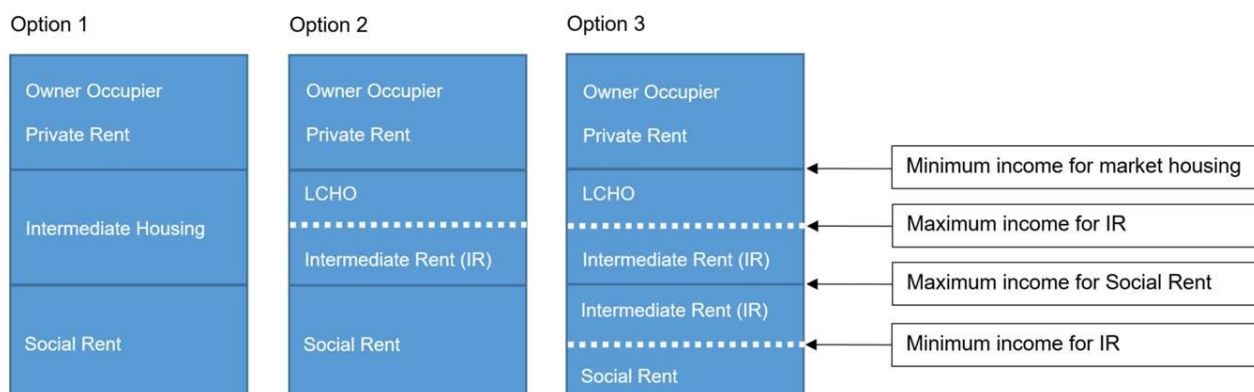 Option 1
Owner Occupier
Private Rent
Intermediate Housing
Social Rent
Option 2
Owner Occupier
Private Rent
LCHO
Intermediate Rent (IR)
Social Rent
Option 3
Owner Occupier
Private Rent
LCHO
Intermediate Rent (IR)
Intermediate Rent (IR)
Social Rent
Minimum income for market housing
Maximum income for IR
Maximum income for Social Rent
Minimum income for IR